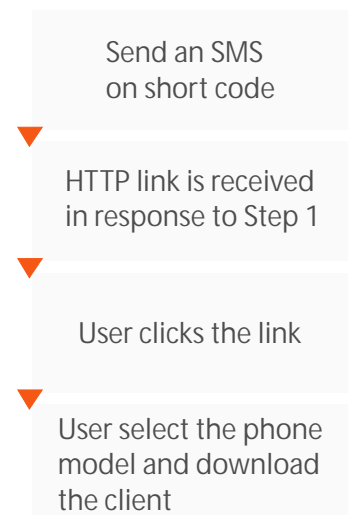 Send an SMS
on short code
HTTP link is received
in response to Step 1
User clicks the link
User select the phone
model and download
the client